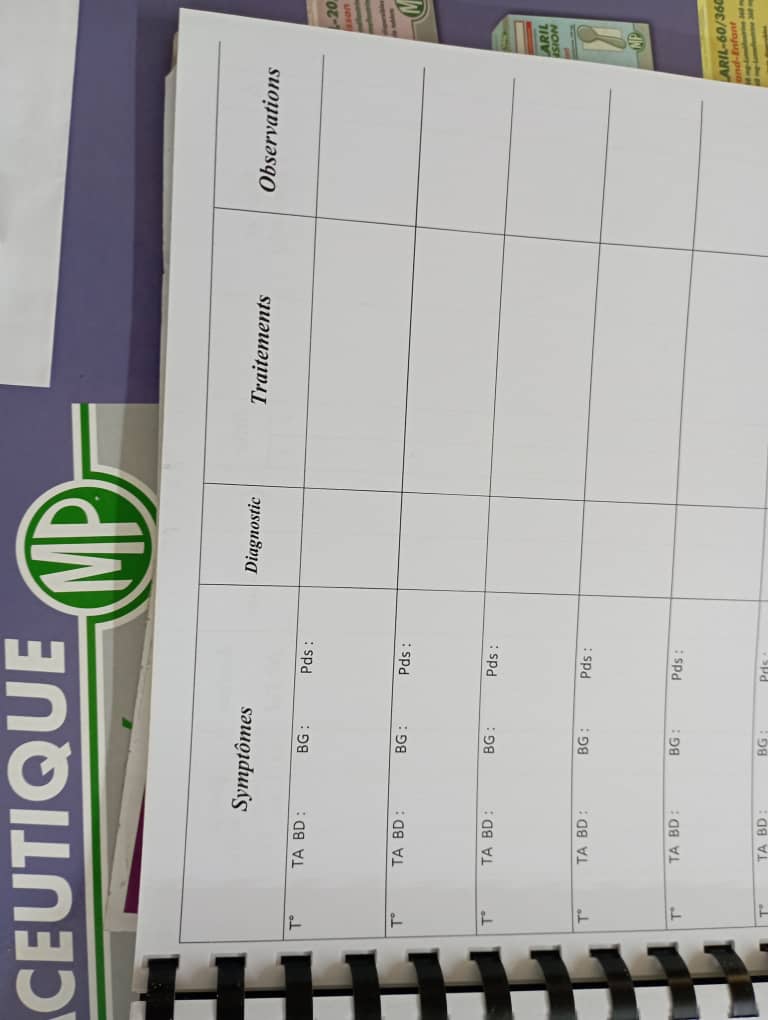 CEUTIQUE
MP
Symptômes Diagnostic Traitements Observations
T° TA BD : BG : Pds :
T° TA BD : BG : Pds :
T° TA BD : BG : Pds :
T° TA BD : BG : Pds :
T° TA BD : BG : Pds :
T° TA BD : BG : Pds :
L-20
M
ARIL
SION
MP
ARIL-60/360
and-Enfant